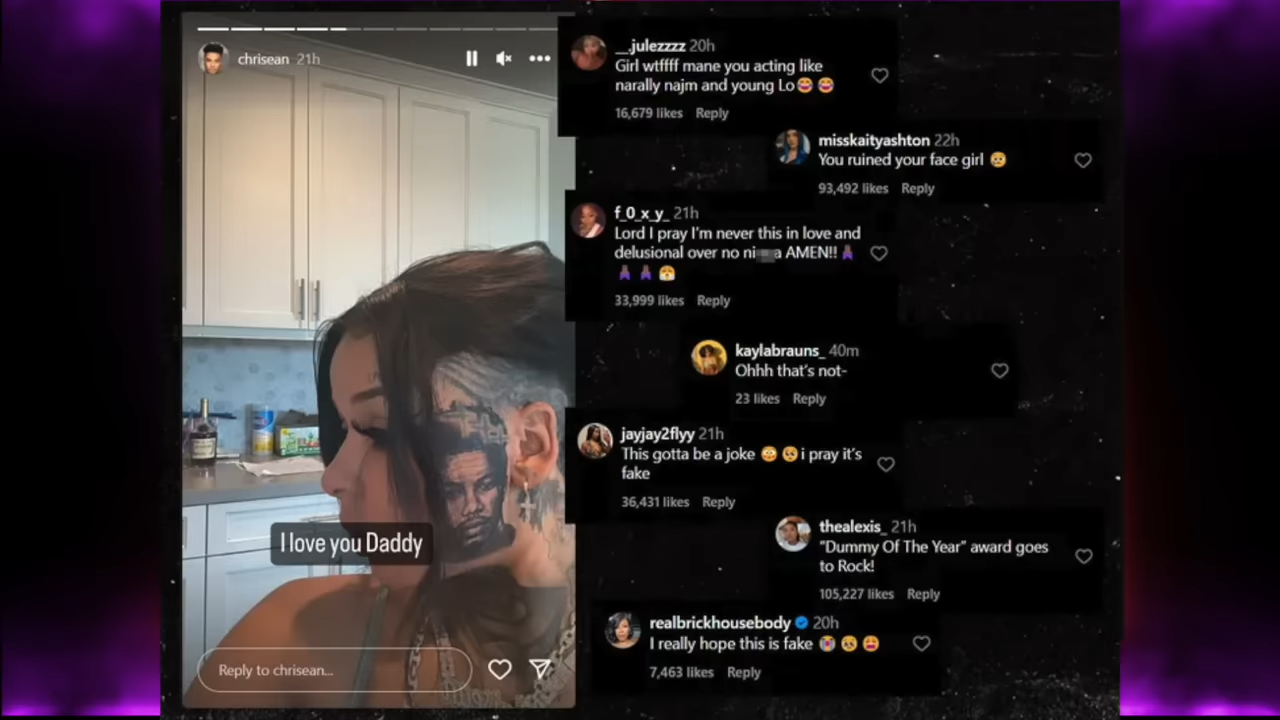 chrisean 21h
I love you Daddy
Reply to chrisean...
__.julezzzz 20h
Girl wtffff mane you acting like
narally najm and young Lo😂😂
16,679 likes Reply
misskaityashton 22h
You ruined your face girl 😢
93,492 likes Reply
f_0_x_y_ 21h
Lord I pray I'm never this in love and
delusional over no ni a AMEN!!🧎🏾‍♀️
🧎🏾‍♀️🧎🏾‍♀️😷
33,999 likes Reply
kaylabrauns_ 40m
Ohhh that's not-
23 likes Reply
jayjay2flyy 21h
This gotta be a joke 😳🥺i pray it's
fake
36,431 likes Reply
thealexis_ 21h
"Dummy Of The Year" award goes
to Rock!
105,227 likes Reply
realbrickhousebody 20h
I really hope this is fake 😭🥺😩
7,463 likes Reply